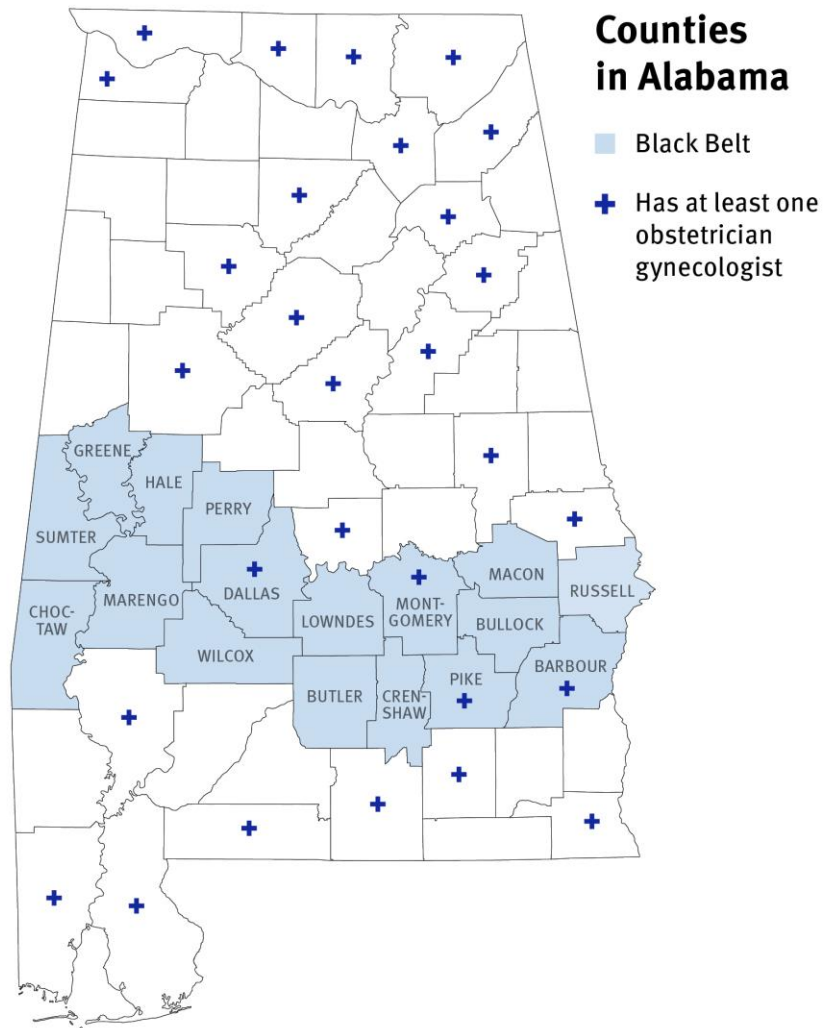 Counties
in Alabama
Black Belt
Has at least one
obstetrician
gynecologist
GREENE
HALE
PERRY
SUMTER
DALLAS
MARENGO
CHOC-
TAW
WILCOX
LOWNDES
MONT-
GOMERY
MACON
RUSSELL
BULLOCK
BUTLER
CREN-
SHAW
PIKE
BARBOUR